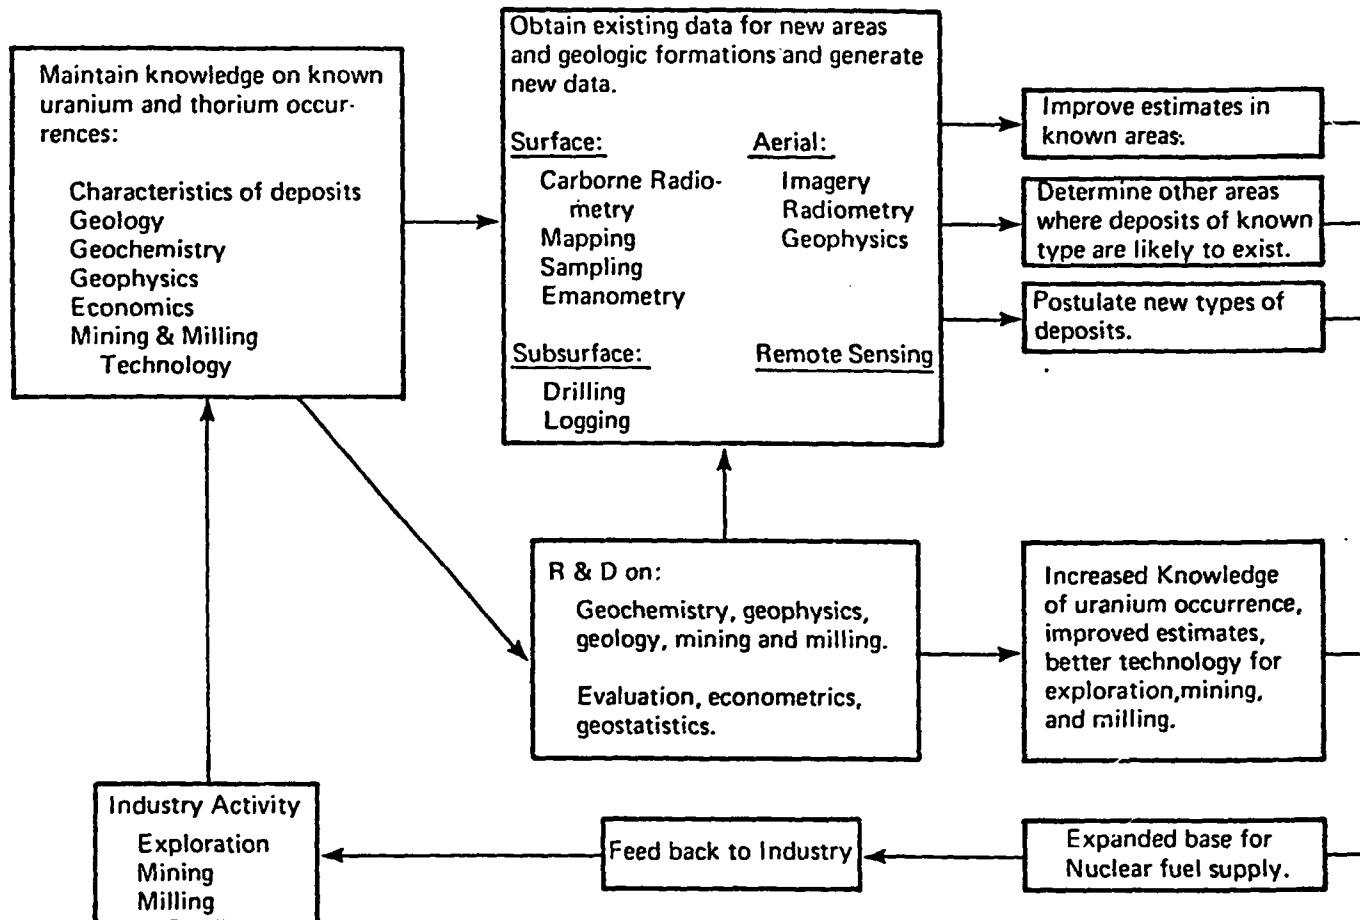 Maintain knowledge on known
uranium and thorium occur-
rences:
Characteristics of deposits
Geology
Geochemistry
Geophysics
Economics
Mining & Milling
Technology
Obtain existing data for new areas
and geologic formations and generate
new data.
Surface:
Carborne Radio-
metry
Mapping
Sampling
Emanometry
Aerial:
Imagery
Radiometry
Geophysics
Subsurface:
Drilling
Logging
Remote Sensing
Improve estimates in
known areas.
Determine other areas
where deposits of known
type are likely to exist.
Postulate new types of
deposits.
R & D on:
Geochemistry, geophysics,
geology, mining and milling.
Evaluation, econometrics,
geostatistics.
Increased Knowledge
of uranium occurrence,
improved estimates,
better technology for
exploration,mining,
and milling.
Industry Activity
Exploration
Mining
Milling
Feed back to Industry
Expanded base for
Nuclear fuel supply.